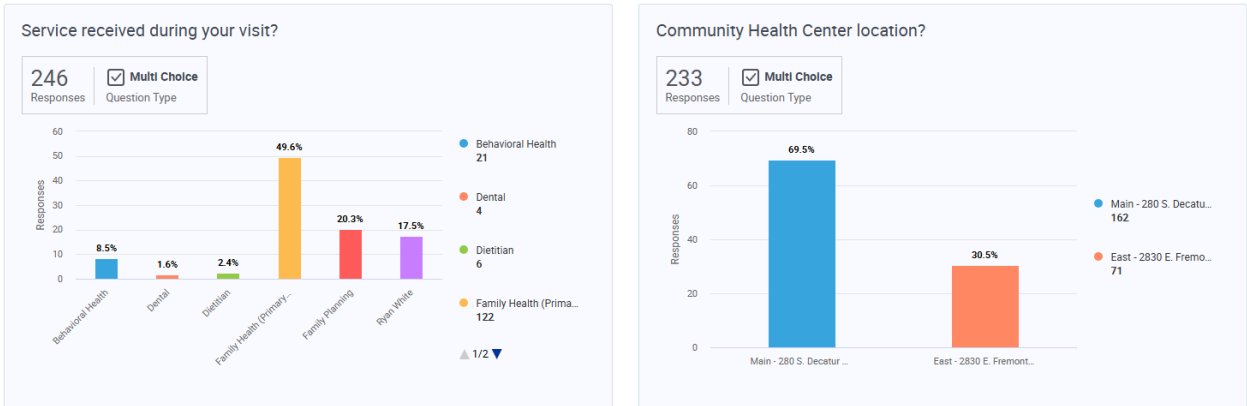 Service received during your visit?
246
Responses
Multi Choice
Question Type
60
50
40
30
20
10
0
Responses
8.5%
1.6%
2.4%
49.6%
20.3%
17.5%
Behavioral Health
Dental
Dietitian
Family Health (Primary...
Family Planning
Ryan White
Behavioral Health
21
Dental
4
Dietitian
6
Family Health (Prima...
122
1/2
Community Health Center location?
233
Responses
Multi Choice
Question Type
80
60
40
20
0
Responses
69.5%
30.5%
Main - 280 S. Decatur ...
East - 2830 E. Fremont...
Main - 280 S. Decatu...
162
East - 2830 E. Fremo...
71